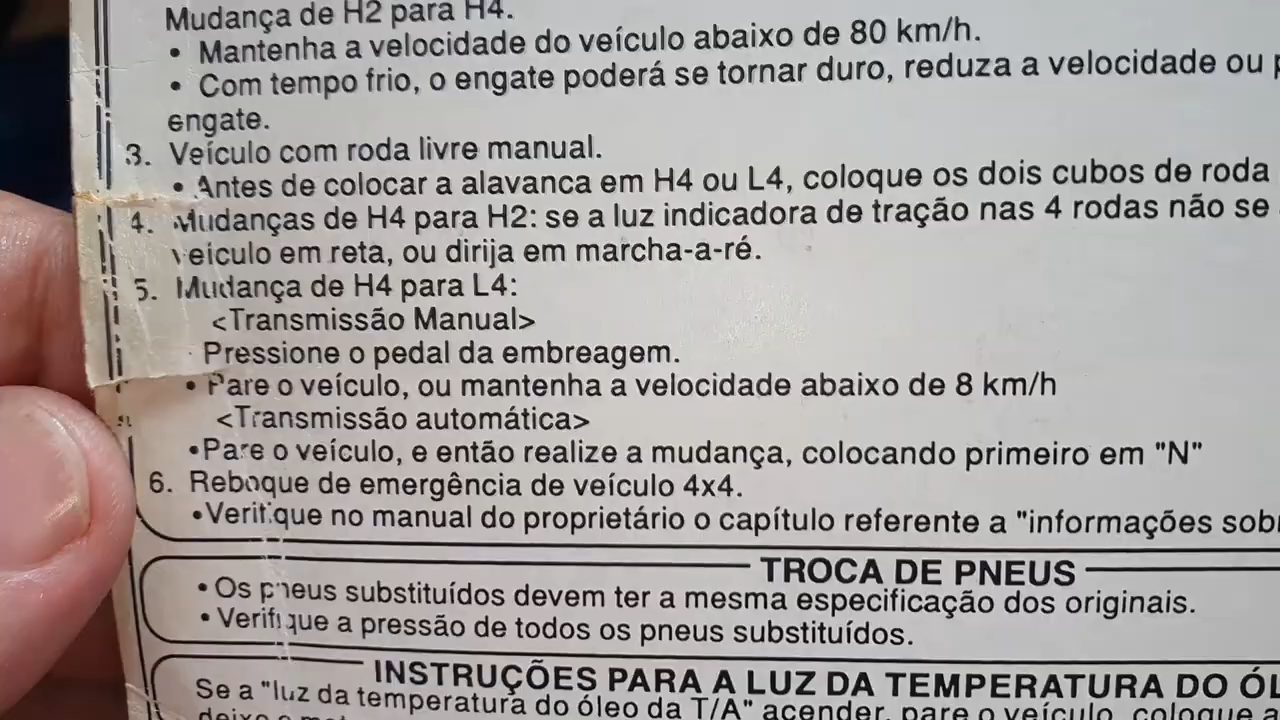 Mudança de H2 para H4.
• Mantenha a velocidade do veículo abaixo de 80 km/h.
• Com tempo frio, o engate poderá se tornar duro, reduza a velocidade ou
engate.
3. Veículo com roda livre manual.
• Antes de colocar a alavanca em H4 ou L4, coloque os dois cubos de roda
4. Mudanças de H4 para H2: se a luz indicadora de tração nas 4 rodas não se
veículo em reta, ou dirija em marcha-a-ré.
5. Mudança de H4 para L4:
<Transmissão Manual>
Pressione o pedal da embreagem.
• Pare o veículo, ou mantenha a velocidade abaixo de 8 km/h
<Transmissão automática>
•Pare o veículo, e então realize a mudança, colocando primeiro em "N"
6. Reboque de emergência de veículo 4x4.
•Verifique no manual do proprietário o capítulo referente a "informações
TROCA DE PNEUS
• Os pneus substituídos devem ter a mesma especificação dos originais.
• Verifique a pressão de todos os pneus substituídos.
INSTRUÇÕES PARA A LUZ DA TEMPERATURA DO
Se a "luz da temperatura do óleo da T/A" acender, pare o veículo, coloque a